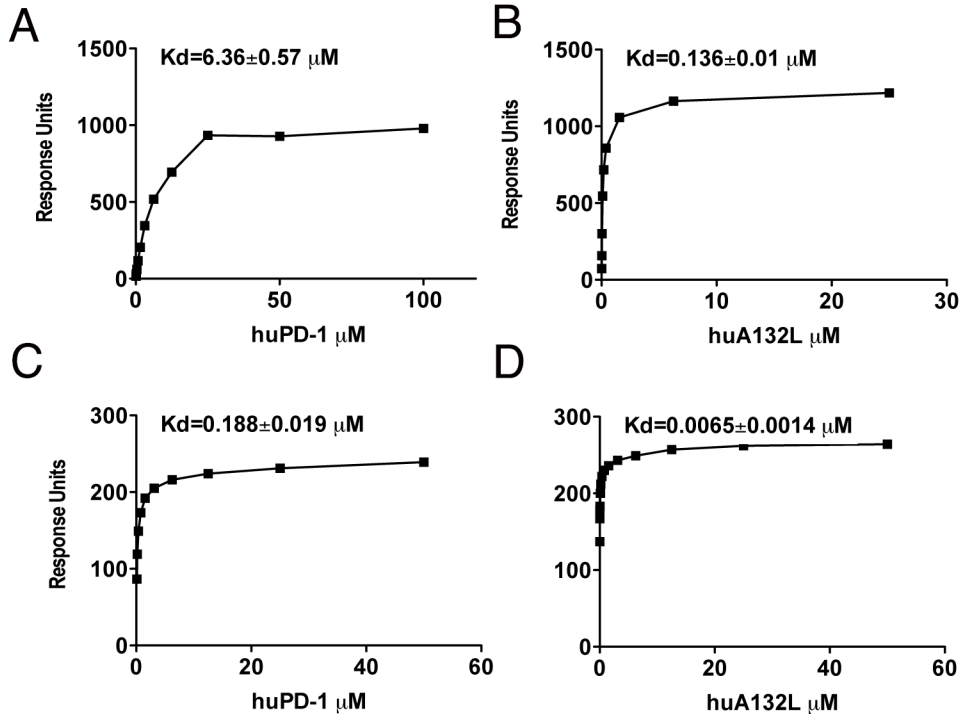 A
Kd=6.36±0.57 μM
1500
1000
500
0
Response Units
0 50 100
huPD-1 μM
B
Kd=0.136±0.01 μM
1500
1000
500
0
Response Units
0 10 20 30
huA132L μM
C
Kd=0.188±0.019 μM
300
200
100
0
Response Units
0 20 40 60
huPD-1 μM
D
Kd=0.0065±0.0014 μM
300
200
100
0
0 20 40 60
huA132L μM